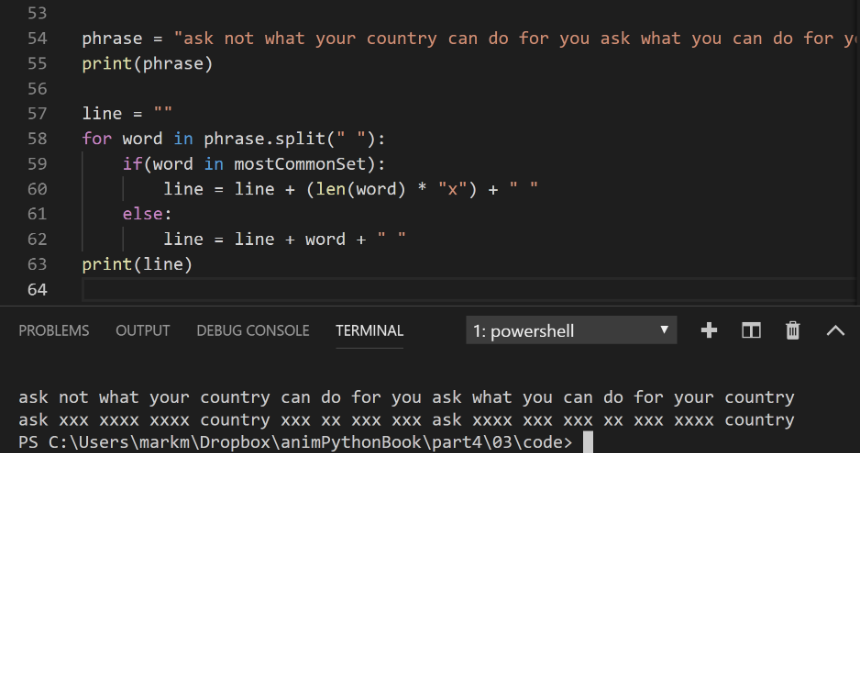 53
54 phrase = "ask not what your country can do for you ask what you can do for
55 print(phrase)
56
57 line = ""
58 for word in phrase.split(" "):
59 if(word in mostCommonSet):
60 line = line + (len(word) * "x") + " "
61 else:
62 line = line + word + " "
63 print(line)
64
PROBLEMS OUTPUT DEBUG CONSOLE TERMINAL 1: powershell
ask not what your country can do for you ask what you can do for your country
ask xxx xxxx xxxx country xxx xx xxx xxx ask xxxx xxx xxx xx xxx xxxx country
PS C:\Users\markm\Dropbox\animPythonBook\part4\03\code>